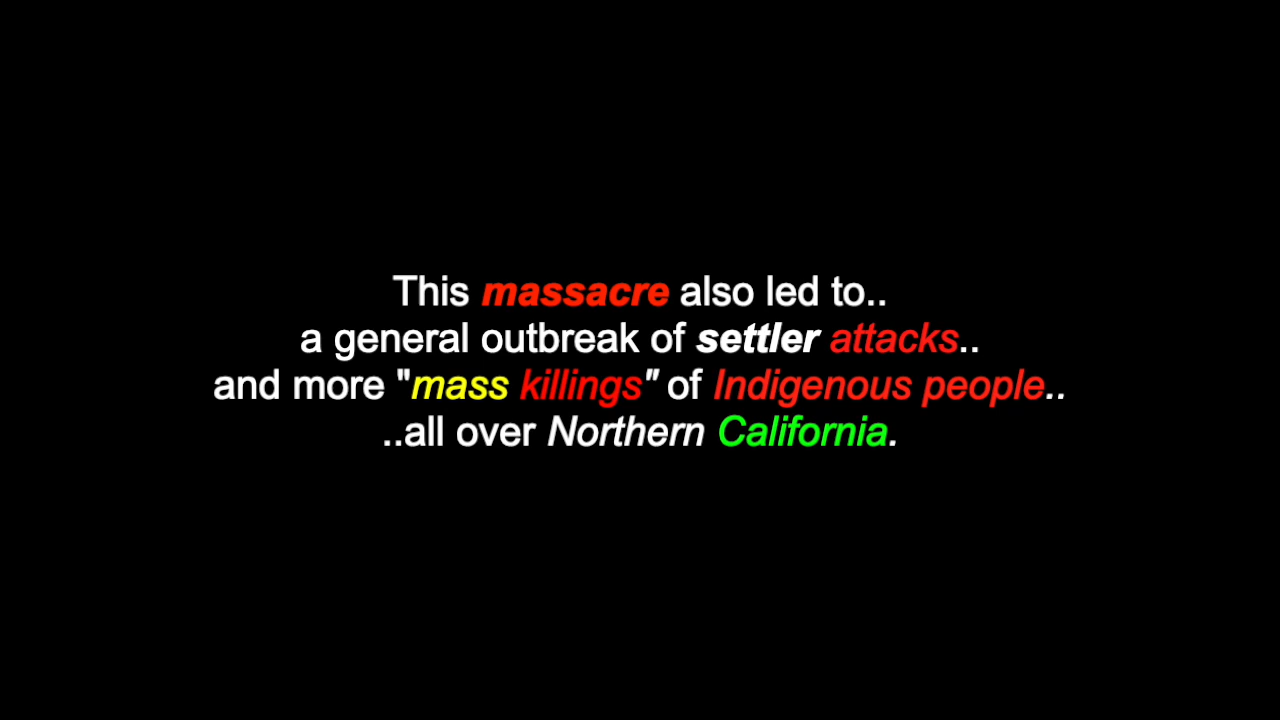 This massacre also led to..
a general outbreak of settler attacks..
and more "mass killings" of Indigenous people..
..all over Northern California.